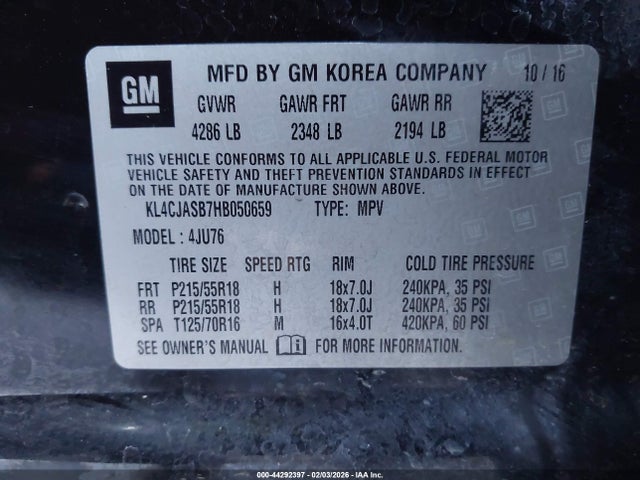 GM MFD BY GM KOREA COMPANY 10 / 16
GVWR GAWR FRT GAWR RR
4286 LB 2348 LB 2194 LB
THIS VEHICLE CONFORMS TO ALL APPLICABLE U.S. FEDERAL MOTOR
VEHICLE SAFETY AND THEFT PREVENTION STANDARDS IN EFFECT
ON THE DATE OF MANUFACTURE SHOWN ABOVE.
KL4CJASB7HB050659 TYPE: MPV
MODEL : 4JU76
TIRE SIZE SPEED RTG RIM COLD TIRE PRESSURE
FRT P215/55R18 H 18x7.0J 240KPA, 35 PSI
RR P215/55R18 H 18x7.0J 240KPA, 35 PSI
SPA T125/70R16 M 16x4.0T 420KPA, 60 PSI
SEE OWNER'S MANUAL FOR MORE INFORMATION.
000-44292397 - 02/03/2026 - IAA Inc.